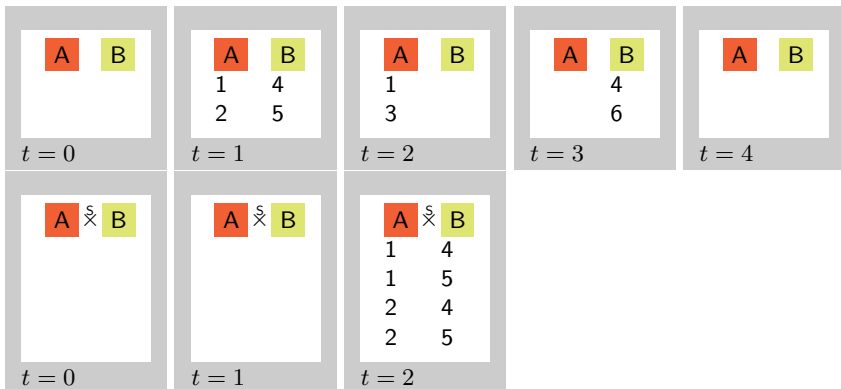 A B
t = 0
A B
1 4
2 5
t = 1
A B
1
3
t = 2
A B
4
6
t = 3
A B
t = 4
A S× B
t = 0
A S× B
t = 1
A S× B
1 4
1 5
2 4
2 5
t = 2